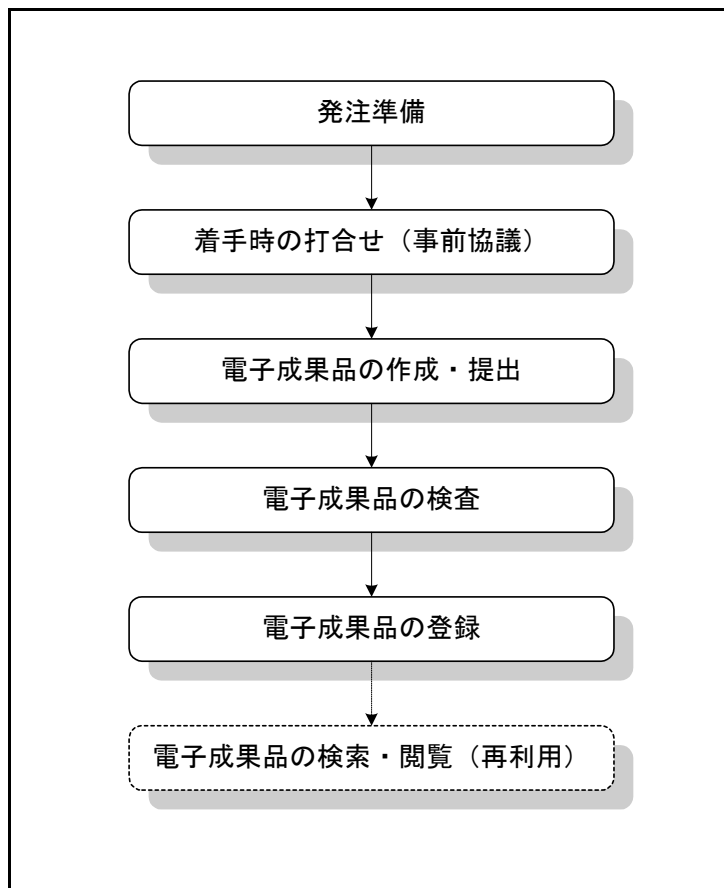 発注準備
着手時の打合せ（事前協議）
電子成果品の作成・提出
電子成果品の検査
電子成果品の登録
電子成果品の検索・閲覧（再利用）